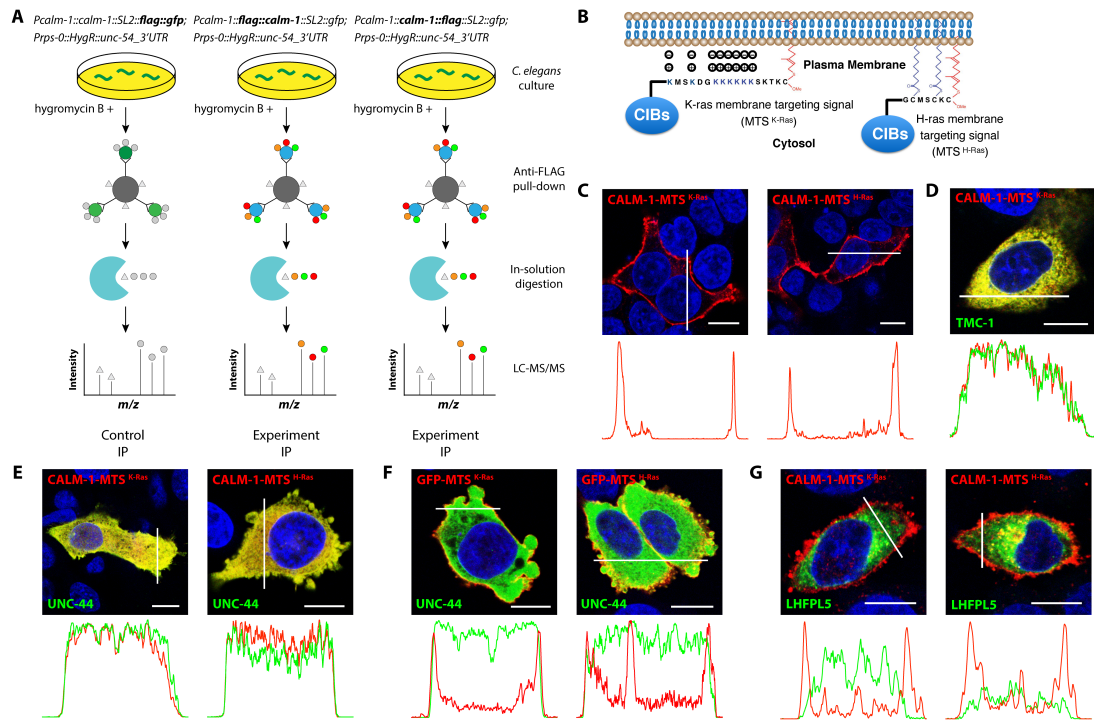 A
Pcalm-1::calm-1::SL2::flag::gfp;
Prps-0::HygR::unc-54_3'UTR
Pcalm-1::flag::calm-1::SL2::gfp;
Prps-0::HygR::unc-54_3'UTR
Pcalm-1::calm-1::flag::SL2::gfp;
Prps-0::HygR::unc-54_3'UTR
C. elegans
culture
hygromycin B +
hygromycin B +
hygromycin B +
Anti-FLAG
pull-down
In-solution
digestion
LC-MS/MS
Intensity
m/z
Intensity
m/z
Intensity
m/z
Control
IP
Experiment
IP
Experiment
IP
B
Plasma Membrane
KMSKDGKKKKKKSKTKC
OMe
CIBs
K-ras membrane targeting signal
(MTS K-Ras)
Cytosol
GCMSCKC
OMe
CIBs
H-ras membrane
targeting signal
(MTS H-Ras)
C
CALM-1-MTS K-Ras
CALM-1-MTS H-Ras
D
CALM-1-MTS K-Ras
TMC-1
E
CALM-1-MTS K-Ras
UNC-44
CALM-1-MTS H-Ras
UNC-44
F
GFP-MTS K-Ras
UNC-44
GFP-MTS H-Ras
UNC-44
G
CALM-1-MTS K-Ras
LHFPL5
CALM-1-MTS H-Ras
LHFPL5